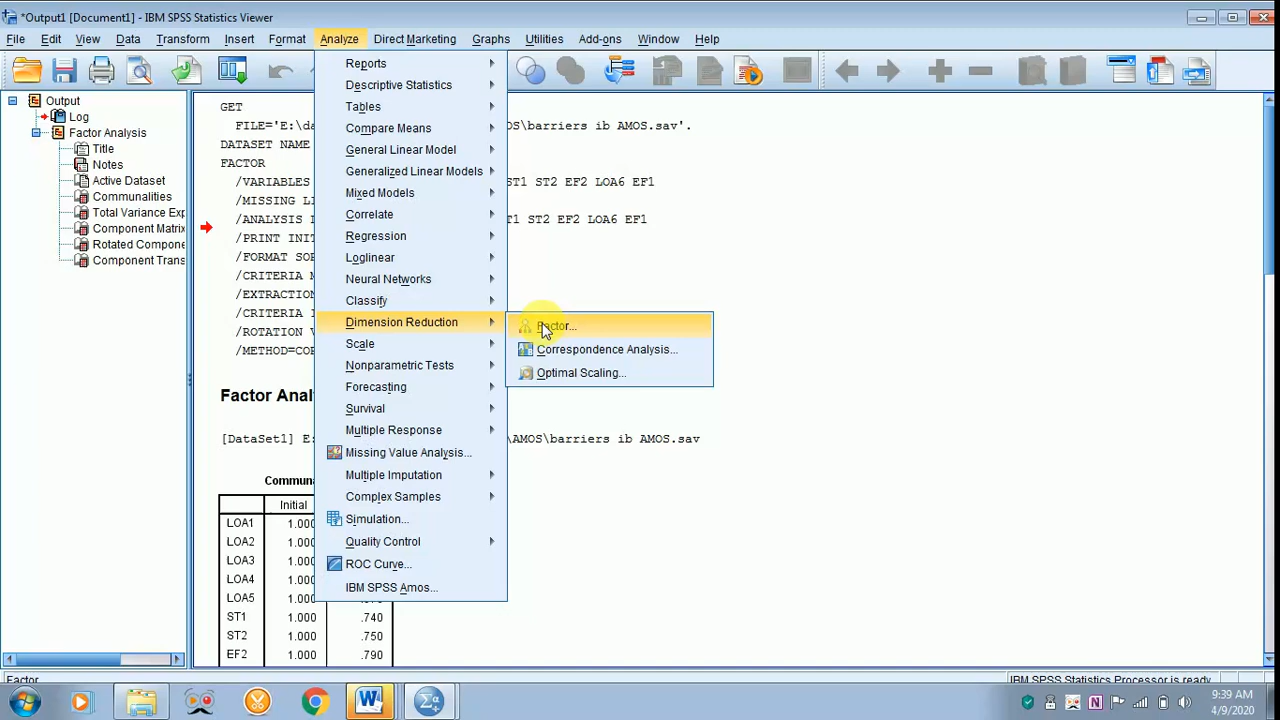 *Output1 [Document1] - IBM SPSS Statistics Viewer
File Edit View Data Transform Insert Format Analyze Direct Marketing Graphs Utilities Add-ons Window Help
Output
Log
Factor Analysis
Title
Notes
Active Dataset
Communalities
Total Variance Exp
Component Matrix
Rotated Compone
Component Trans
GET
FILE='E:\da OS\barriers ib AMOS.sav'.
DATASET NAME
FACTOR
/VARIABLES ST1 ST2 EF2 LOA6 EF1
/MISSING LI
/ANALYSIS ST1 ST2 EF2 LOA6 EF1
/PRINT INIT
/FORMAT SO
/CRITERIA M
/EXTRACTION
/CRITERIA I
/ROTATION V
/METHOD=CO
Factor Anal
[DataSet1] E: \AMOS\barriers ib AMOS.sav
Communa
Initial
LOA1 1.000
LOA2 1.000
LOA3 1.000
LOA4 1.000
LOA5 1.000
ST1 1.000 .740
ST2 1.000 .750
EF2 1.000 .790
Reports
Descriptive Statistics
Tables
Compare Means
General Linear Model
Generalized Linear Models
Mixed Models
Correlate
Regression
Loglinear
Neural Networks
Classify
Dimension Reduction
Scale
Nonparametric Tests
Forecasting
Survival
Multiple Response
Missing Value Analysis...
Multiple Imputation
Complex Samples
Simulation...
Quality Control
ROC Curve...
IBM SPSS Amos...
Factor...
Correspondence Analysis...
Optimal Scaling...
Factor
IBM SPSS Statistics Processor is ready
9:39 AM
4/9/2020